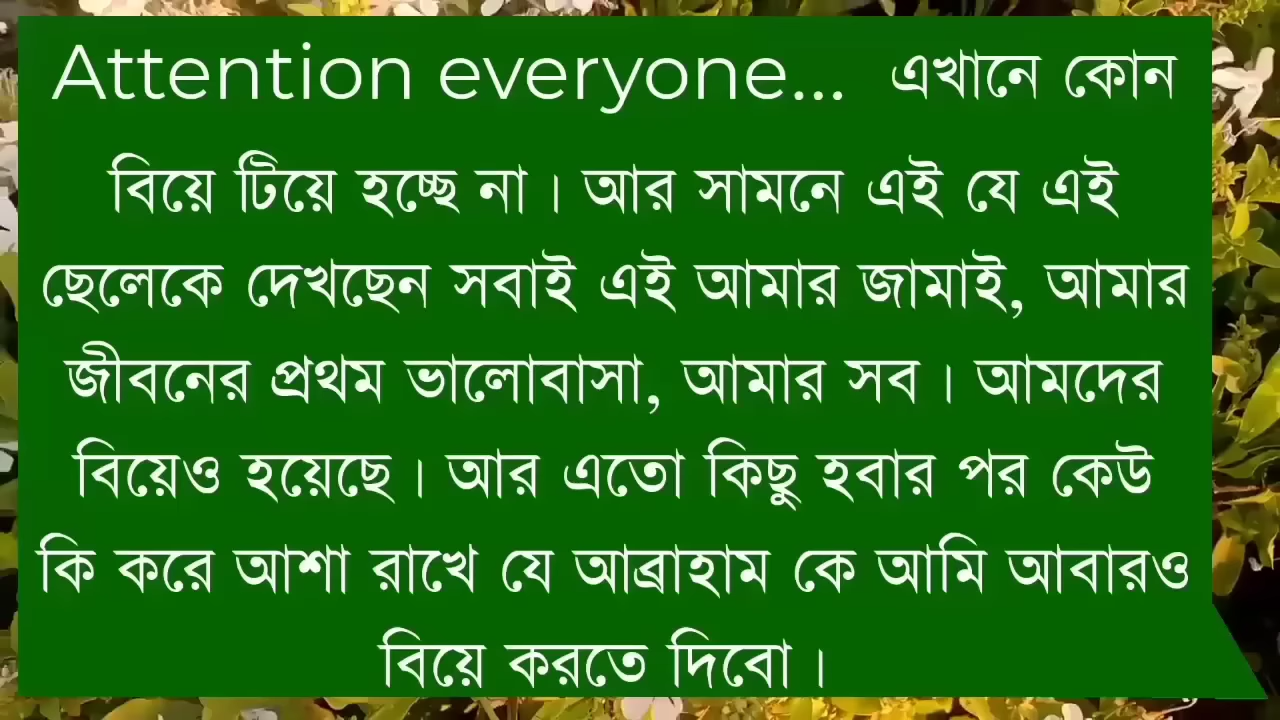 Attention everyone... এখানে কোন
বিয়ে টিয়ে হচ্ছে না। আর সামনে এই যে এই
ছেলেকে দেখছেন সবাই এই আমার জামাই, আমার
জীবনের প্রথম ভালোবাসা, আমার সব। আমদের
বিয়েও হয়েছে। আর এতো কিছু হবার পর কেউ
কি করে আশা রাখে যে আব্রাহাম কে আমি আবারও
বিয়ে করতে দিবো।